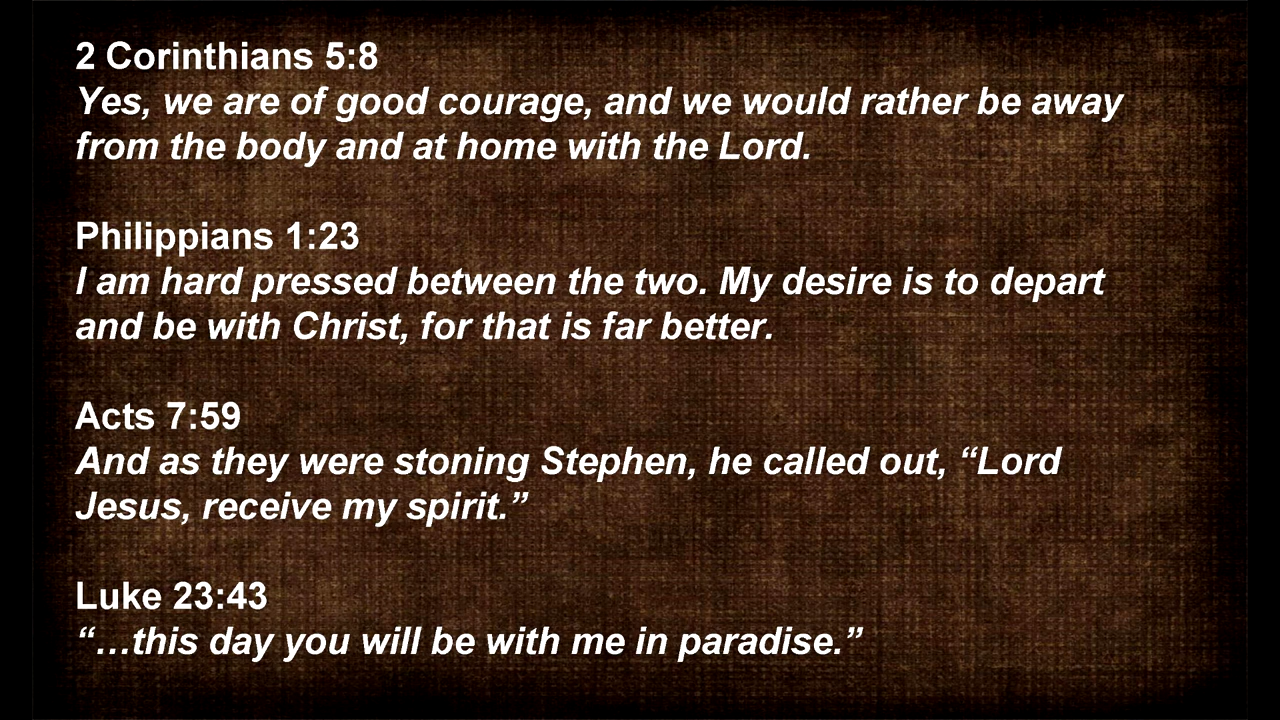 2 Corinthians 5:8
Yes, we are of good courage, and we would rather be away
from the body and at home with the Lord.
Philippians 1:23
I am hard pressed between the two. My desire is to depart
and be with Christ, for that is far better.
Acts 7:59
And as they were stoning Stephen, he called out, “Lord
Jesus, receive my spirit.”
Luke 23:43
“…this day you will be with me in paradise.”